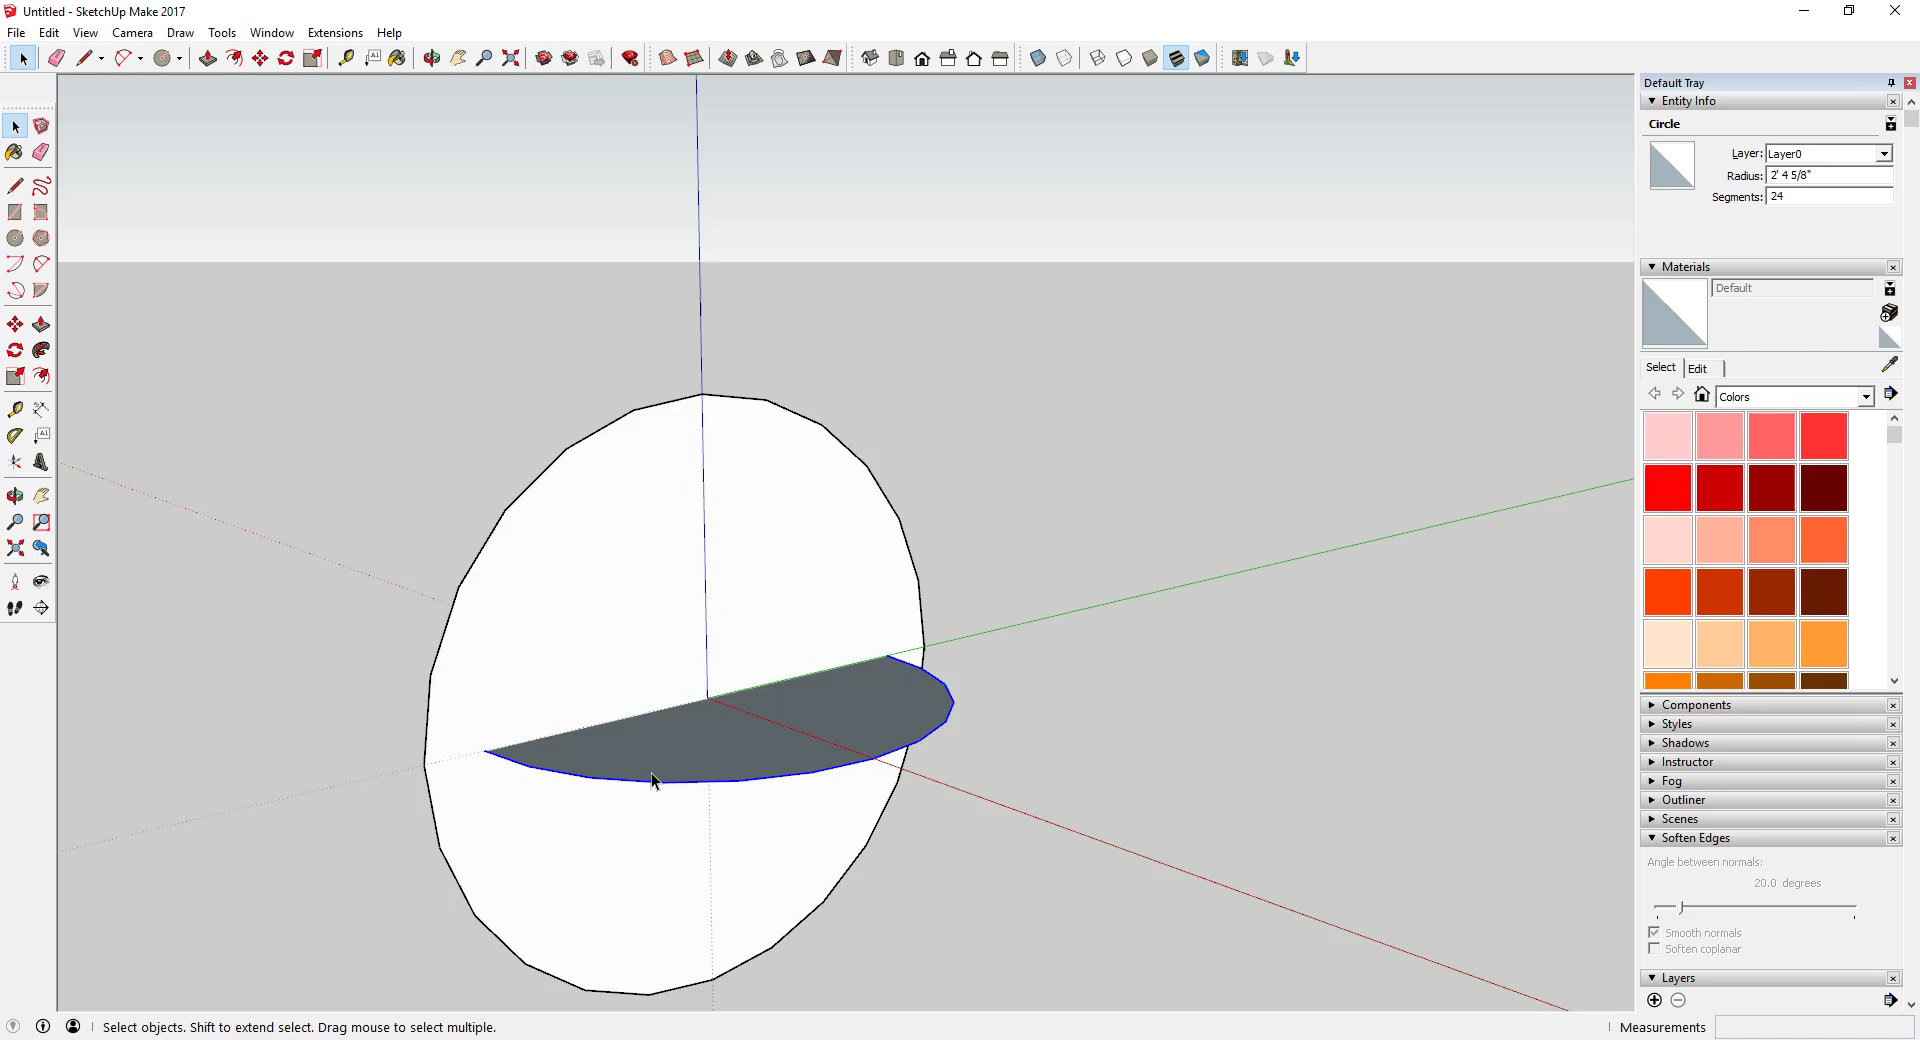 Untitled - SketchUp Make 2017
File Edit View Camera Draw Tools Window Extensions Help
Default Tray
Entity Info
Circle
Layer: Layer0
Radius: 2' 4 5/8"
Segments: 24
Materials
Default
Select Edit
Colors
Components
Styles
Shadows
Instructor
Fog
Outliner
Scenes
Soften Edges
Angle between normals:
20.0 degrees
Smooth normals
Soften coplanar
Layers
Select objects. Shift to extend select. Drag mouse to select multiple.
Measurements